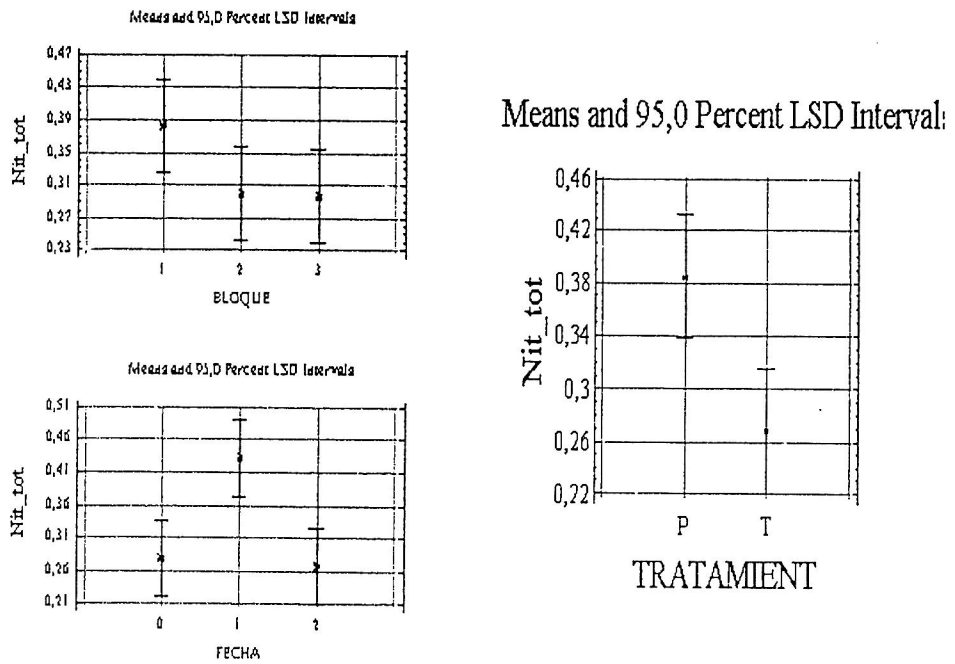 Means and 95,0 Percent LSD Intervals
Nit_tot
0,47
0,43
0,39
0,35
0,31
0,27
0,23
1
2
3
BLOQUE
Means and 95,0 Percent LSD Intervals
Nit_tot
0,51
0,46
0,41
0,36
0,31
0,26
0,21
0
1
2
FECHA
Means and 95,0 Percent LSD Interval
Nit_tot
0,46
0,42
0,38
0,34
0,3
0,26
0,22
P
T
TRATAMIENT